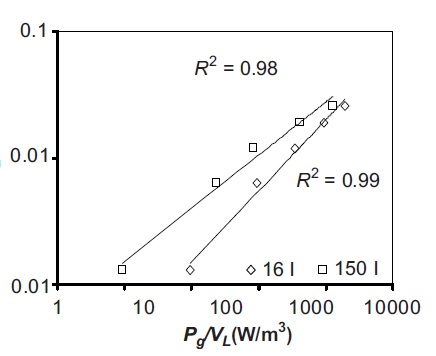 0.1
R² = 0.98
0.01
R² = 0.99
◇ 16 l □ 150 l
0.01
1 10 100 1000 10000
Pg/VL(W/m³)